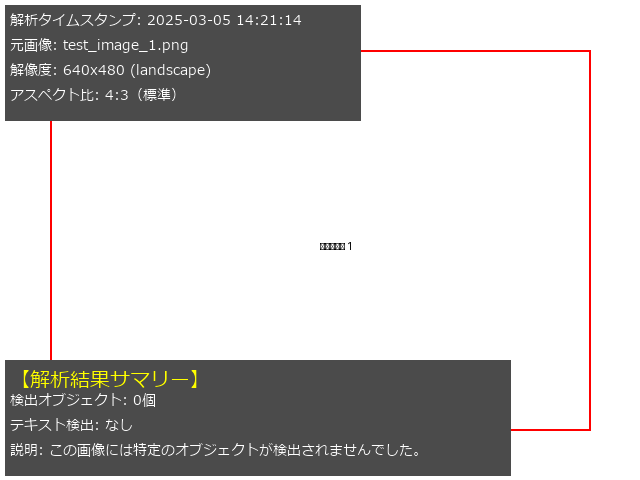 解析タイムスタンプ: 2025-03-05 14:21:14
元画像: test_image_1.png
解像度: 640x480 (landscape)
アスペクト比: 4:3（標準）
1
【解析結果サマリー】
検出オブジェクト: 0個
テキスト検出: なし
説明: この画像には特定のオブジェクトが検出されませんでした。